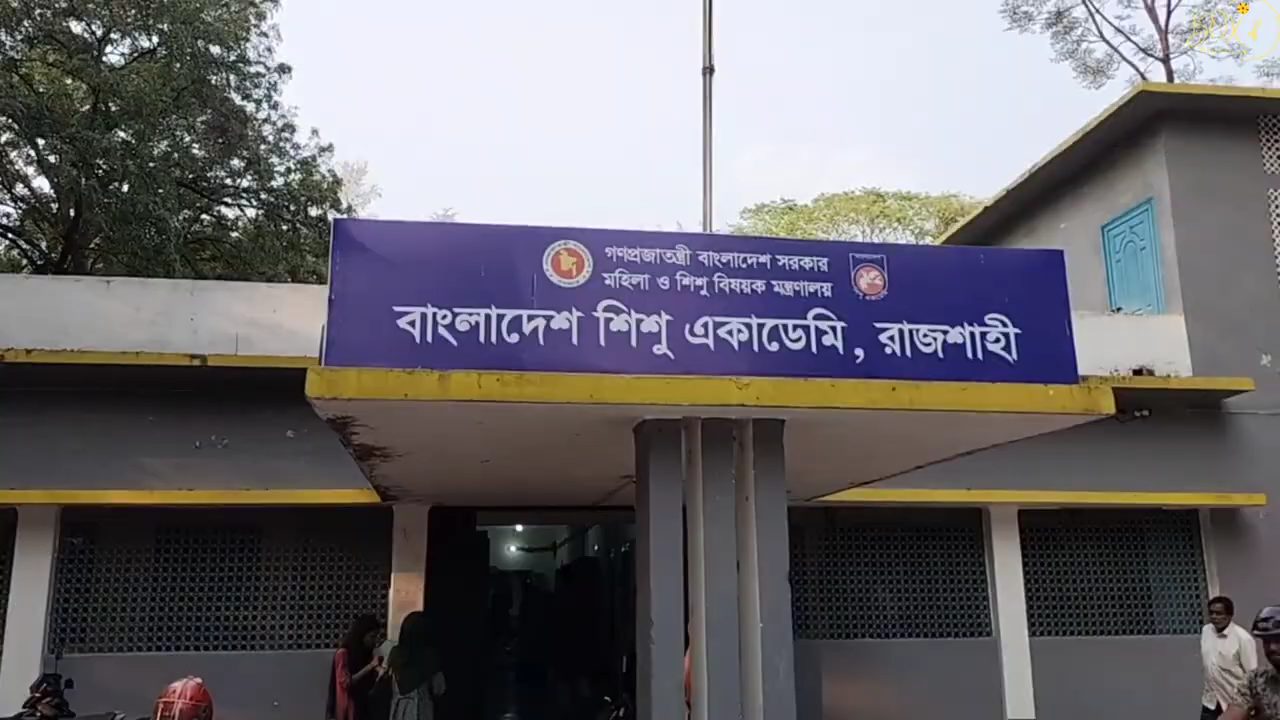 গণপ্রজাতন্ত্রী বাংলাদেশ সরকার
মহিলা ও শিশু বিষয়ক মন্ত্রণালয়
বাংলাদেশ শিশু একাডেমি, রাজশাহী